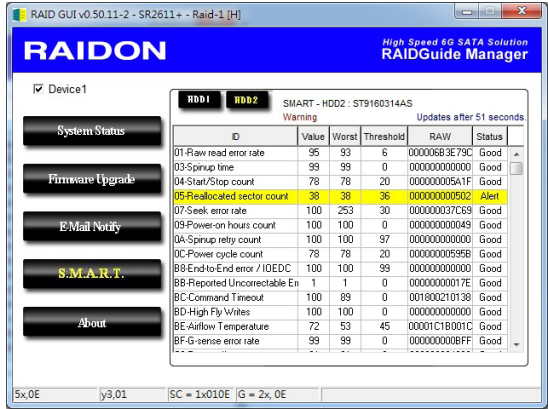 RAID GUI v0.50.11-2 - SR2611+ - Raid-1 [H]
RAIDON
High Speed 6G SATA Solution
RAIDGuide Manager
Device1
System Status
Firmware Upgrade
E-Mail Notify
S.M.A.R.T.
About
HDD1 HDD2 SMART - HDD2 : ST9160314AS
Warning Updates after 51 seconds.
ID Value Worst Threshold RAW Status
01-Raw read error rate 95 93 6 000006B3E79C Good
03-Spinup time 99 99 0 000000000000 Good
04-Start/Stop count 78 78 20 000000005A1F Good
05-Reallocated sector count 38 38 36 000000000502 Alert
07-Seek error rate 100 253 30 000000037C69 Good
09-Power-on hours count 100 100 0 000000000049 Good
0A-Spinup retry count 100 100 97 000000000000 Good
0C-Power cycle count 78 78 20 00000000595B Good
B8-End-to-End error / IOEDC 100 100 99 000000000000 Good
BB-Reported Uncorrectable En 1 1 0 00000000017E Good
BC-Command Timeout 100 89 0 001800210138 Good
BD-High Fly Writes 100 100 0 000000000000 Good
BE-Airflow Temperature 72 53 45 00001C1B001C Good
BF-G-sense error rate 99 99 0 000000000BFF Good
5x,0E y3,01 SC = 1x010E G = 2x, 0E